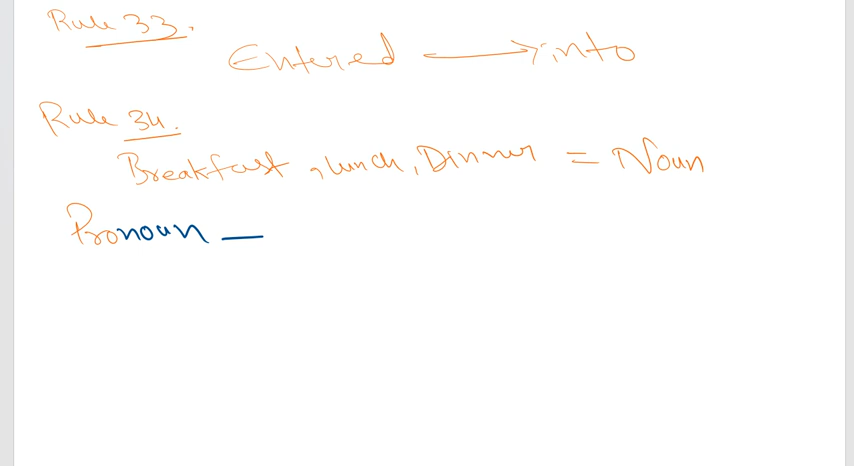 Rule 33.
Entered → into
Rule 34.
Breakfast, lunch, Dinner = Noun
Pronoun —